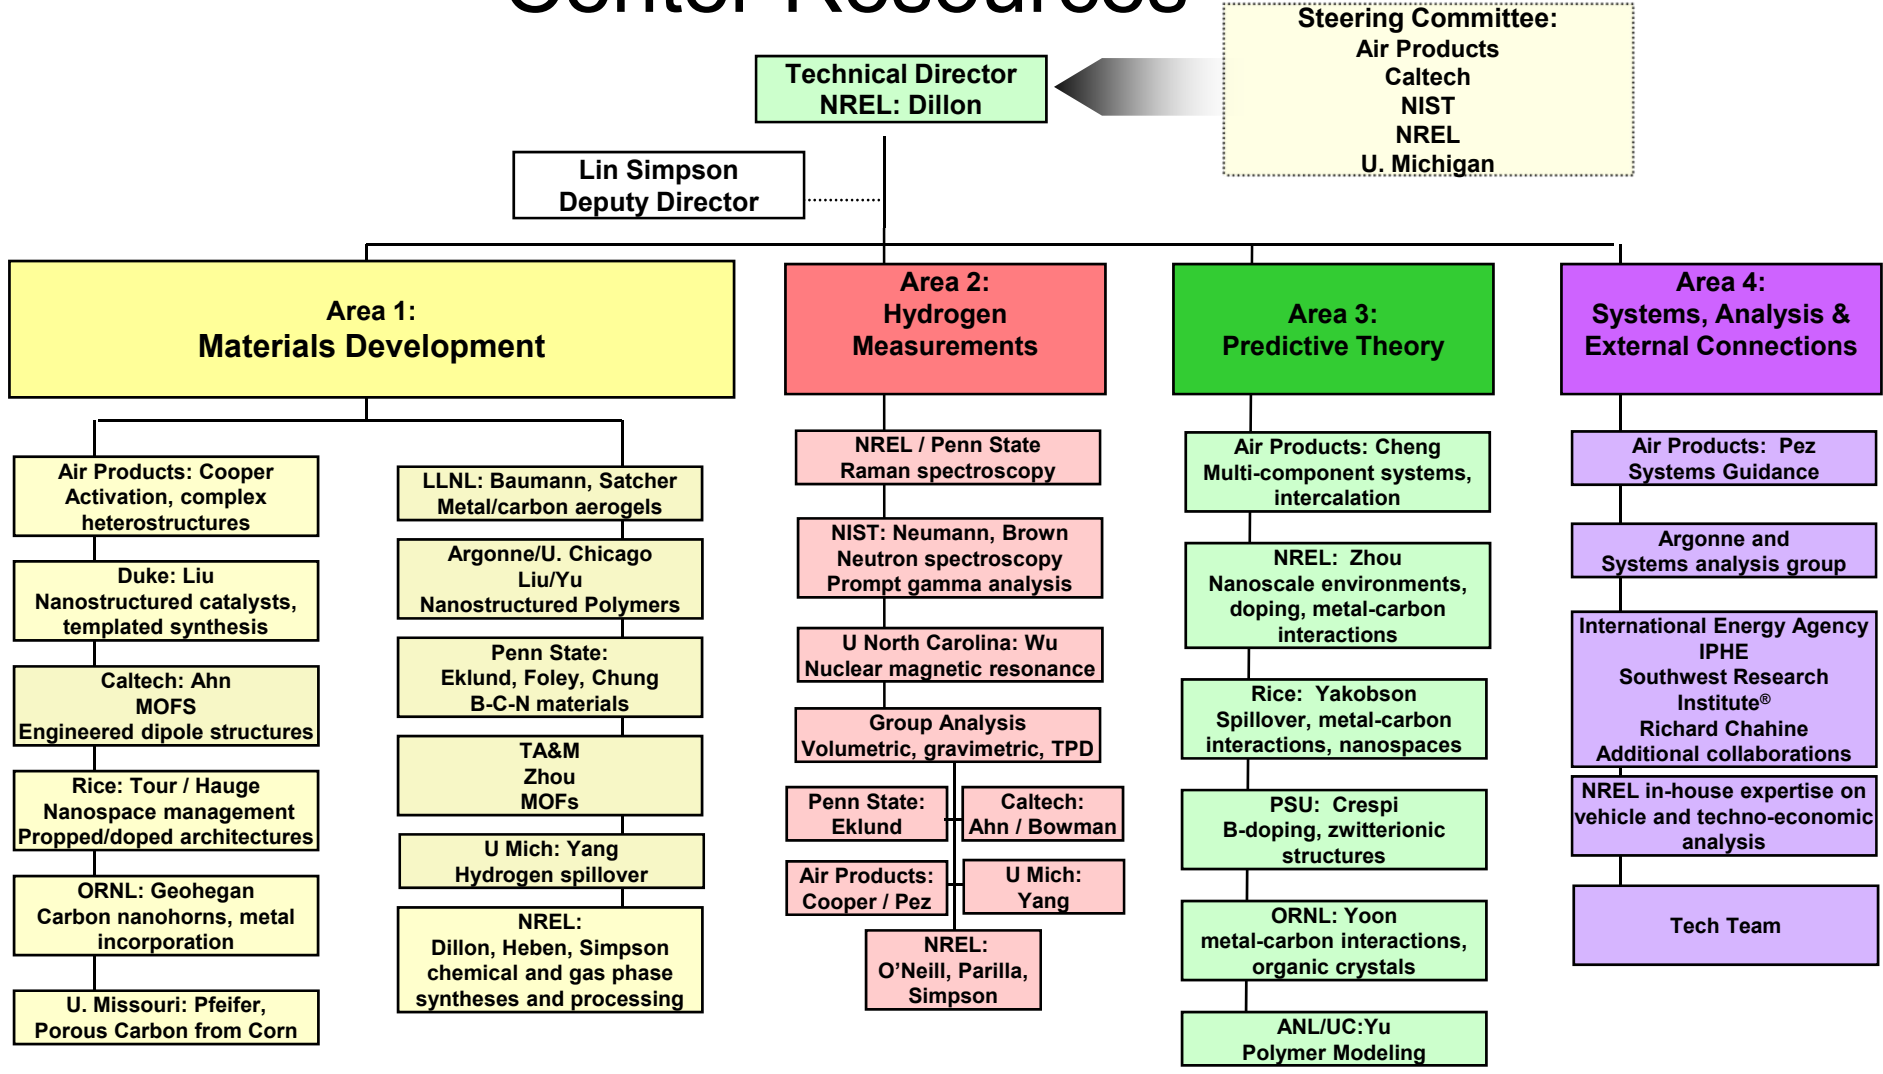 Center Resources
Steering Committee:
Air Products
Caltech
NIST
NREL
U. Michigan
Technical Director
NREL: Dillon
Lin Simpson
Deputy Director
Area 1:
Materials Development
Area 2:
Hydrogen
Measurements
Area 3:
Predictive Theory
Area 4:
Systems, Analysis &
External Connections
Air Products: Cooper
Activation, complex
heterostructures
Duke: Liu
Nanostructured catalysts,
templated synthesis
Caltech: Ahn
MOFS
Engineered dipole structures
Rice: Tour / Hauge
Nanospace management
Propped/doped architectures
ORNL: Geohegan
Carbon nanohorns, metal
incorporation
U. Missouri: Pfeifer,
Porous Carbon from Corn
LLNL: Baumann, Satcher
Metal/carbon aerogels
Argonne/U. Chicago
Liu/Yu
Nanostructured Polymers
Penn State:
Eklund, Foley, Chung
B-C-N materials
TA&M
Zhou
MOFs
U Mich: Yang
Hydrogen spillover
NREL:
Dillon, Heben, Simpson
chemical and gas phase
syntheses and processing
NREL / Penn State
Raman spectroscopy
NIST: Neumann, Brown
Neutron spectroscopy
Prompt gamma analysis
U North Carolina: Wu
Nuclear magnetic resonance
Group Analysis
Volumetric, gravimetric, TPD
Penn State:
Eklund
Caltech:
Ahn / Bowman
Air Products:
Cooper / Pez
U Mich:
Yang
NREL:
O’Neill, Parilla,
Simpson
Air Products: Cheng
Multi-component systems,
intercalation
NREL: Zhou
Nanoscale environments,
doping, metal-carbon
interactions
Rice: Yakobson
Spillover, metal-carbon
interactions, nanospaces
PSU: Crespi
B-doping, zwitterionic
structures
ORNL: Yoon
metal-carbon interactions,
organic crystals
ANL/UC:Yu
Polymer Modeling
Air Products: Pez
Systems Guidance
Argonne and
Systems analysis group
International Energy Agency
IPHE
Southwest Research
Institute®
Richard Chahine
Additional collaborations
NREL in-house expertise on
vehicle and techno-economic
analysis
Tech Team